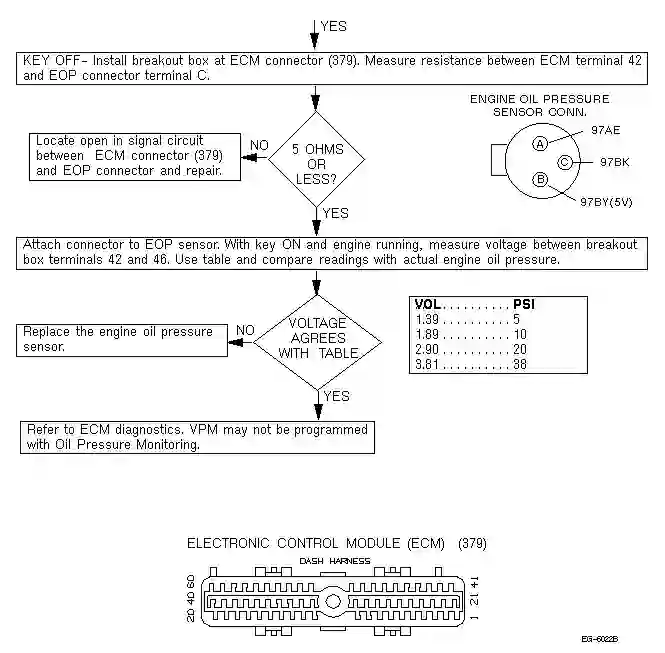 YES
KEY OFF- Install breakout box at ECM connector (379). Measure resistance between ECM terminal 42
and EOP connector terminal C.
ENGINE OIL PRESSURE
SENSOR CONN.
A
97AE
C
97BK
B
97BY(5V)
Locate open in signal circuit
between ECM connector (379)
and EOP connector and repair.
NO
5 OHMS
OR
LESS?
YES
Attach connector to EOP sensor. With key ON and engine running, measure voltage between breakout
box terminals 42 and 46. Use table and compare readings with actual engine oil pressure.
Replace the engine oil pressure
sensor.
NO
VOLTAGE
AGREES
WITH TABLE
VOL..........PSI
1.39..........5
1.89..........10
2.90..........20
3.81..........38
YES
Refer to ECM diagnostics. VPM may not be programmed
with Oil Pressure Monitoring.
ELECTRONIC CONTROL MODULE (ECM) (379)
DASH HARNESS
20 40 60
1 21 41
EG-6022B